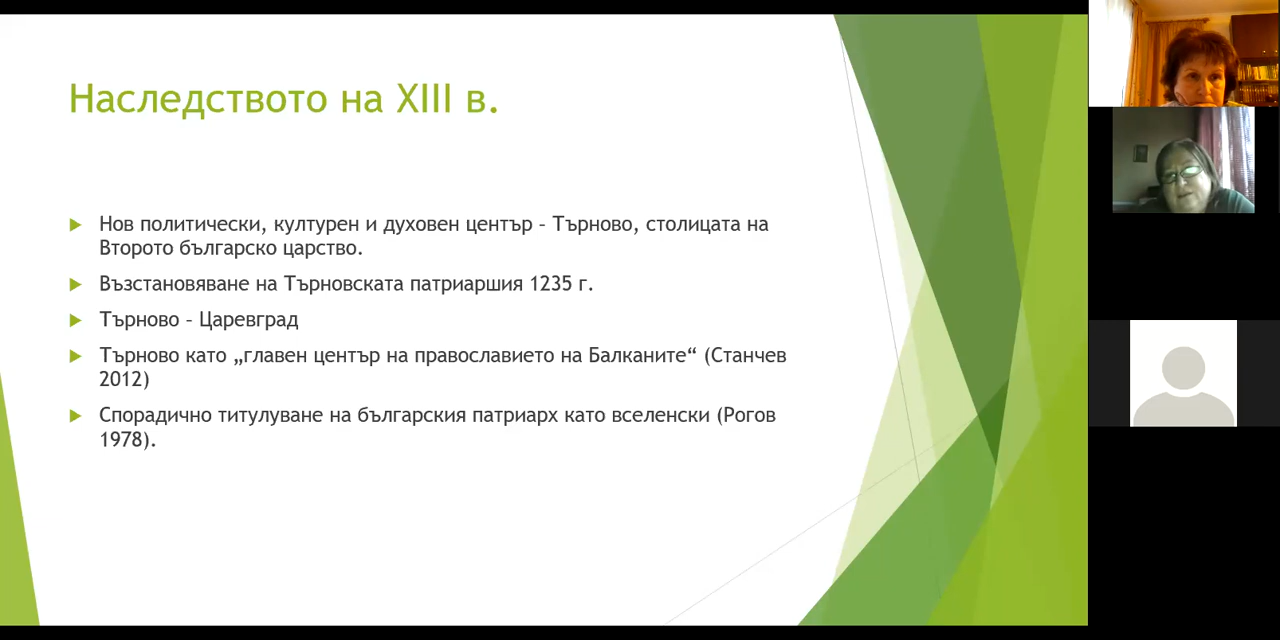 Наследството на XIII в.
Нов политически, културен и духовен център – Търново, столицата на
Второто българско царство.
Възстановяване на Търновската патриаршия 1235 г.
Търново – Царевград
Търново като „главен център на православието на Балканите“ (Станчев
2012)
Спорадично титулуване на българския патриарх като вселенски (Рогов
1978).